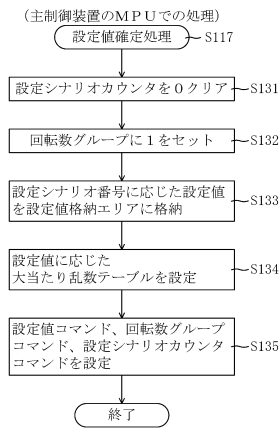 （主制御装置のＭＰＵでの処理）
設定値確定処理
S117
設定シナリオカウンタを０クリア
S131
回転数グループに１をセット
S132
設定シナリオ番号に応じた設定値
を設定値格納エリアに格納
S133
設定値に応じた
大当たり乱数テーブルを設定
S134
設定値コマンド、回転数グループ
コマンド、設定シナリオカウンタ
コマンドを設定
S135
終了